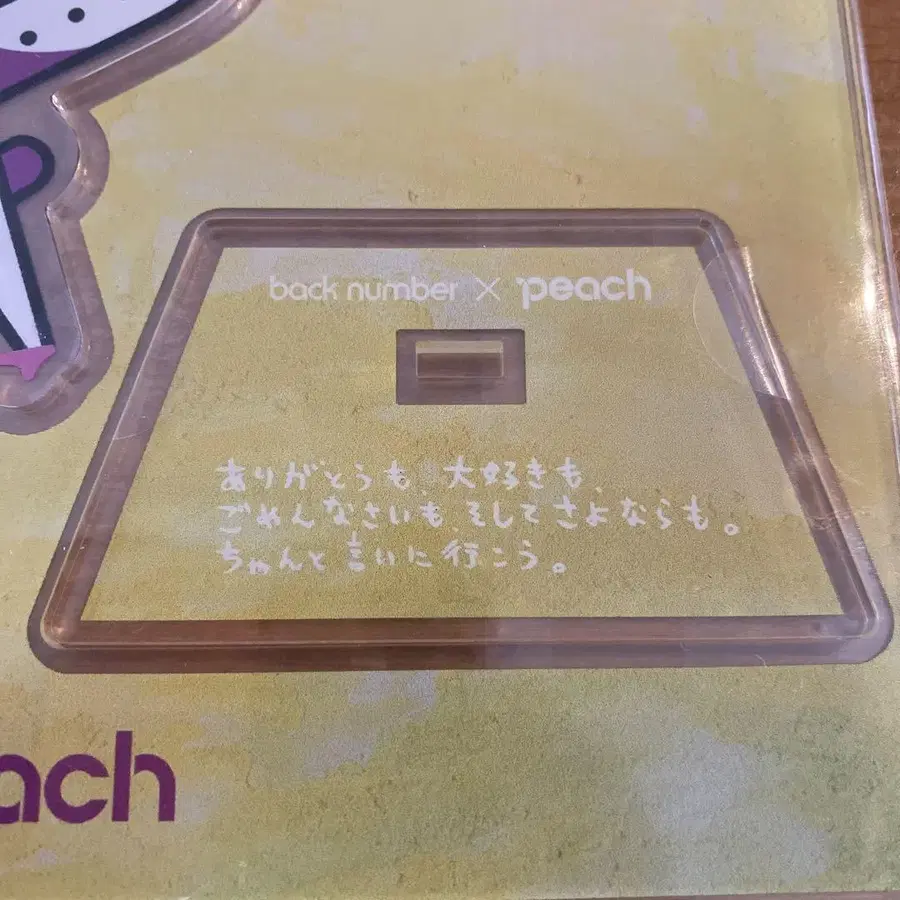 back number × peach
ありがとうも、大好きも、
ごめんなさいも、そしてさよならも。
ちゃんと言いに行こう。
ach